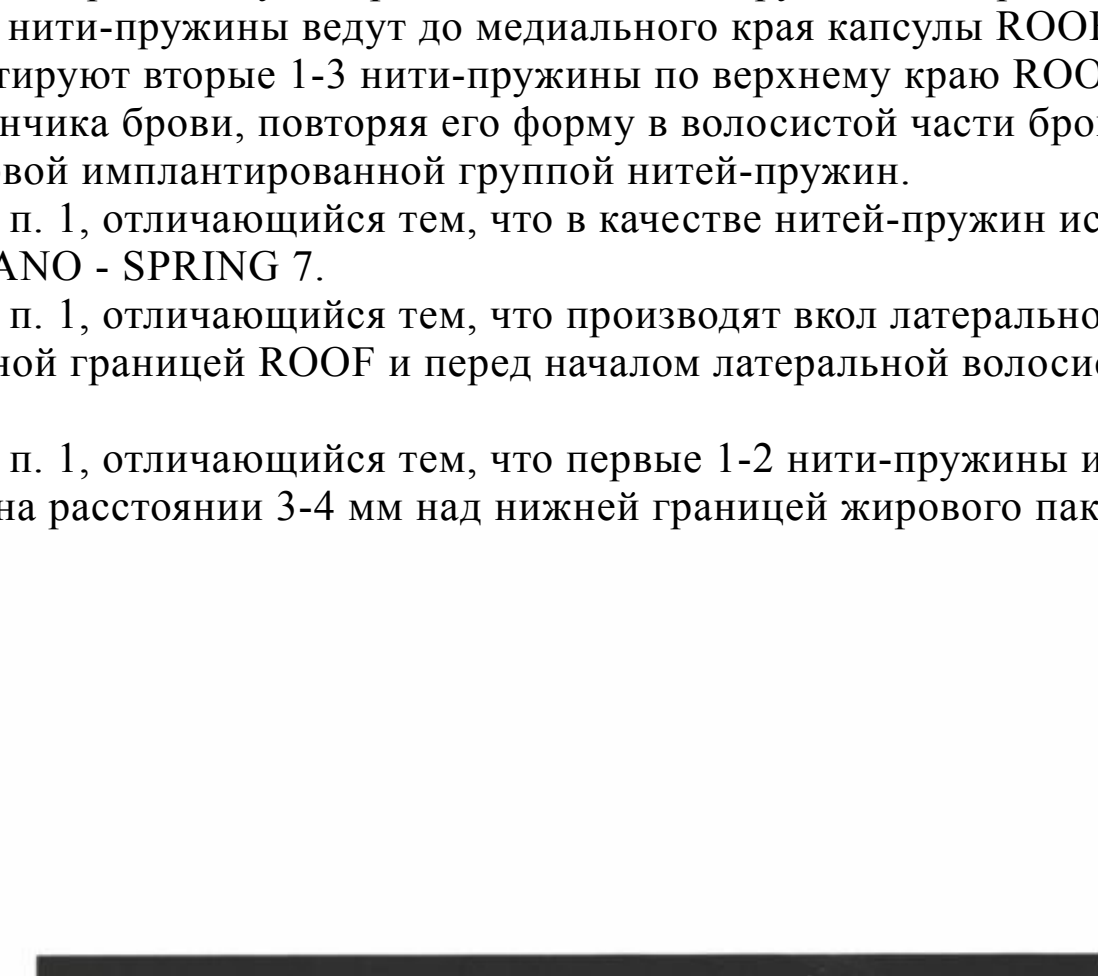 нити-пружины ведут до медиального края капсулы ROOF
тируют вторые 1-3 нити-пружины по верхнему краю ROO
нчика брови, повторяя его форму в волосистой части бро
вой имплантированной группой нитей-пружин.
п. 1, отличающийся тем, что в качестве нитей-пружин ис
ANO - SPRING 7.
п. 1, отличающийся тем, что производят вкол латерально
ной границей ROOF и перед началом латеральной волоси
п. 1, отличающийся тем, что первые 1-2 нити-пружины и
на расстоянии 3-4 мм над нижней границей жирового пак